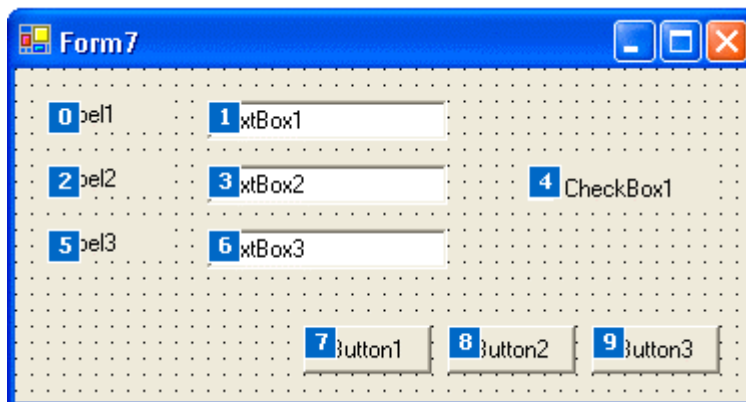 Form7
0 bel1 1 xtBox1
2 bel2 3 xtBox2 4 CheckBox1
5 bel3 6 xtBox3
7 Button1 8 Button2 9 Button3